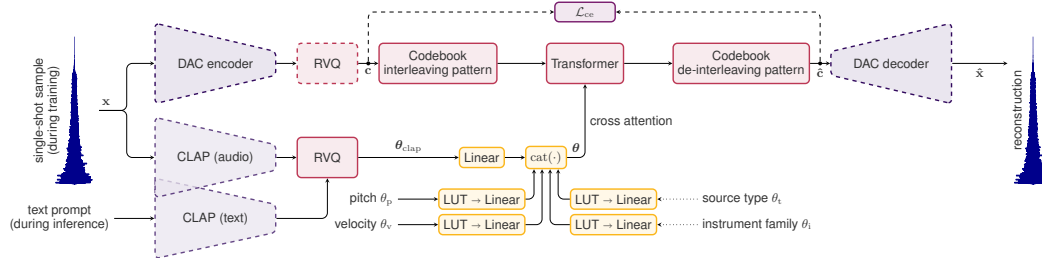 ℒce
DAC encoder
RVQ
c
Codebook
interleaving pattern
Transformer
Codebook
de-interleaving pattern
ĉ
DAC decoder
x̂
single-shot sample
(during training)
x
reconstruction
cross attention
CLAP (audio)
RVQ
θclap
Linear
cat(·)
θ
text prompt
(during inference)
CLAP (text)
pitch θp
LUT → Linear
LUT → Linear
source type θt
velocity θv
LUT → Linear
LUT → Linear
instrument family θi